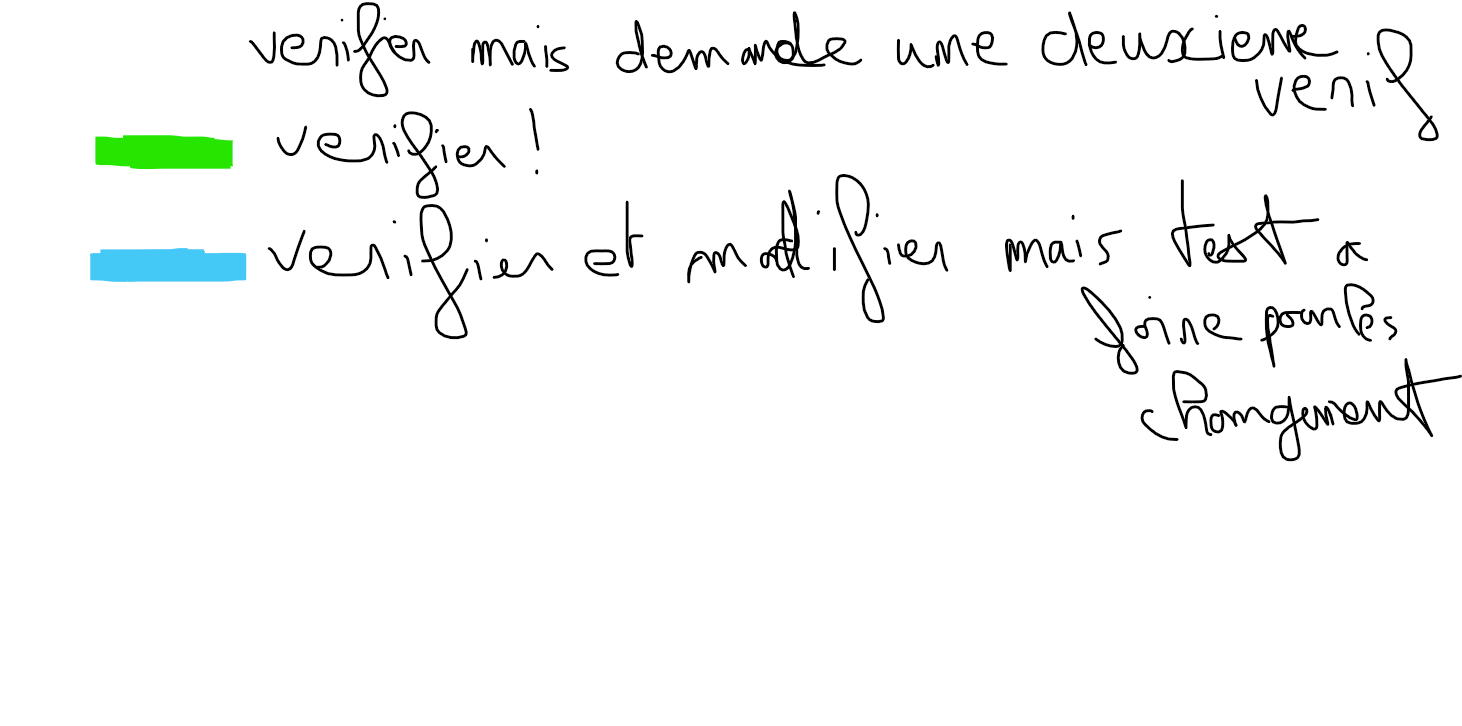 verifier mais demande une deuxieme
verif
verifier !
verifier et modifier mais test a
faire pour les
changement